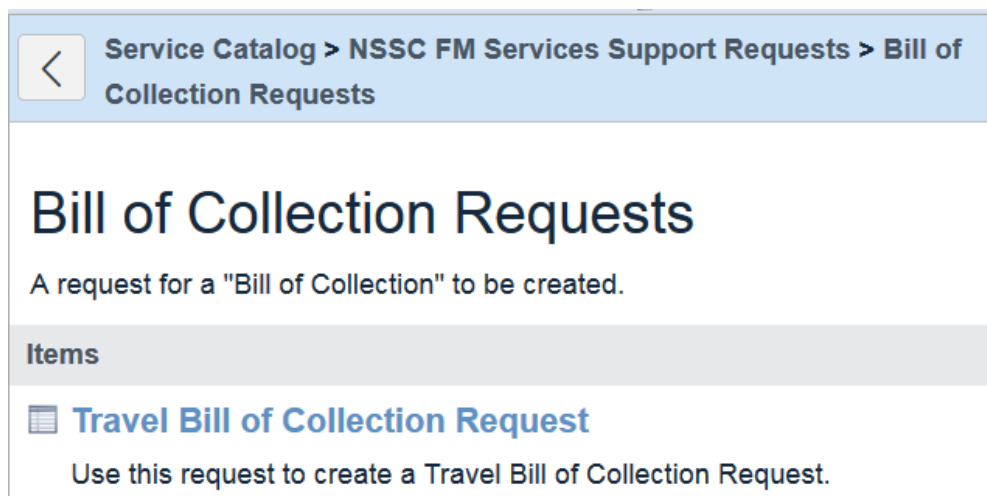 Service Catalog > NSSC FM Services Support Requests > Bill of
Collection Requests
Bill of Collection Requests
A request for a "Bill of Collection" to be created.
Items
Travel Bill of Collection Request
Use this request to create a Travel Bill of Collection Request.